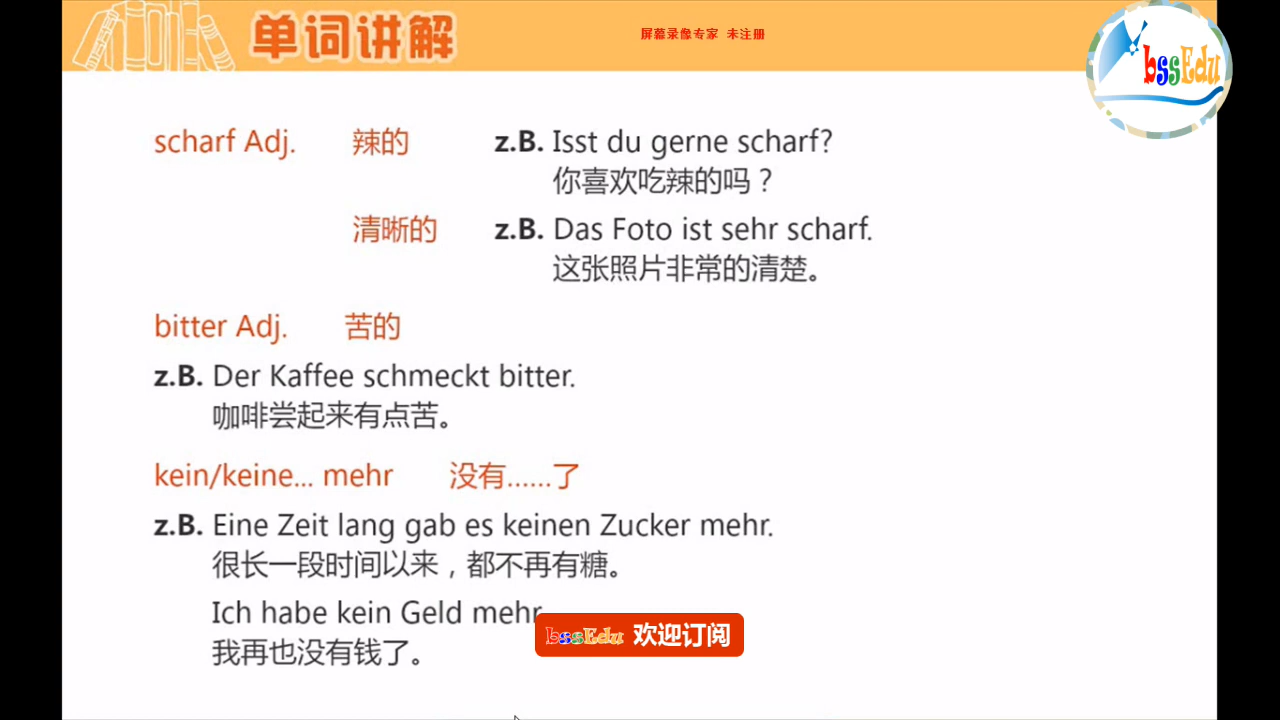 单词讲解
屏幕录像专家 未注册
bssEdu
scharf Adj. 辣的 z.B. Isst du gerne scharf?
你喜欢吃辣的吗？
清晰的 z.B. Das Foto ist sehr scharf.
这张照片非常的清楚。
bitter Adj. 苦的
z.B. Der Kaffee schmeckt bitter.
咖啡尝起来有点苦。
kein/keine... mehr 没有......了
z.B. Eine Zeit lang gab es keinen Zucker mehr.
很长一段时间以来，都不再有糖。
Ich habe kein Geld mehr
我再也没有钱了。
bssEdu 欢迎订阅